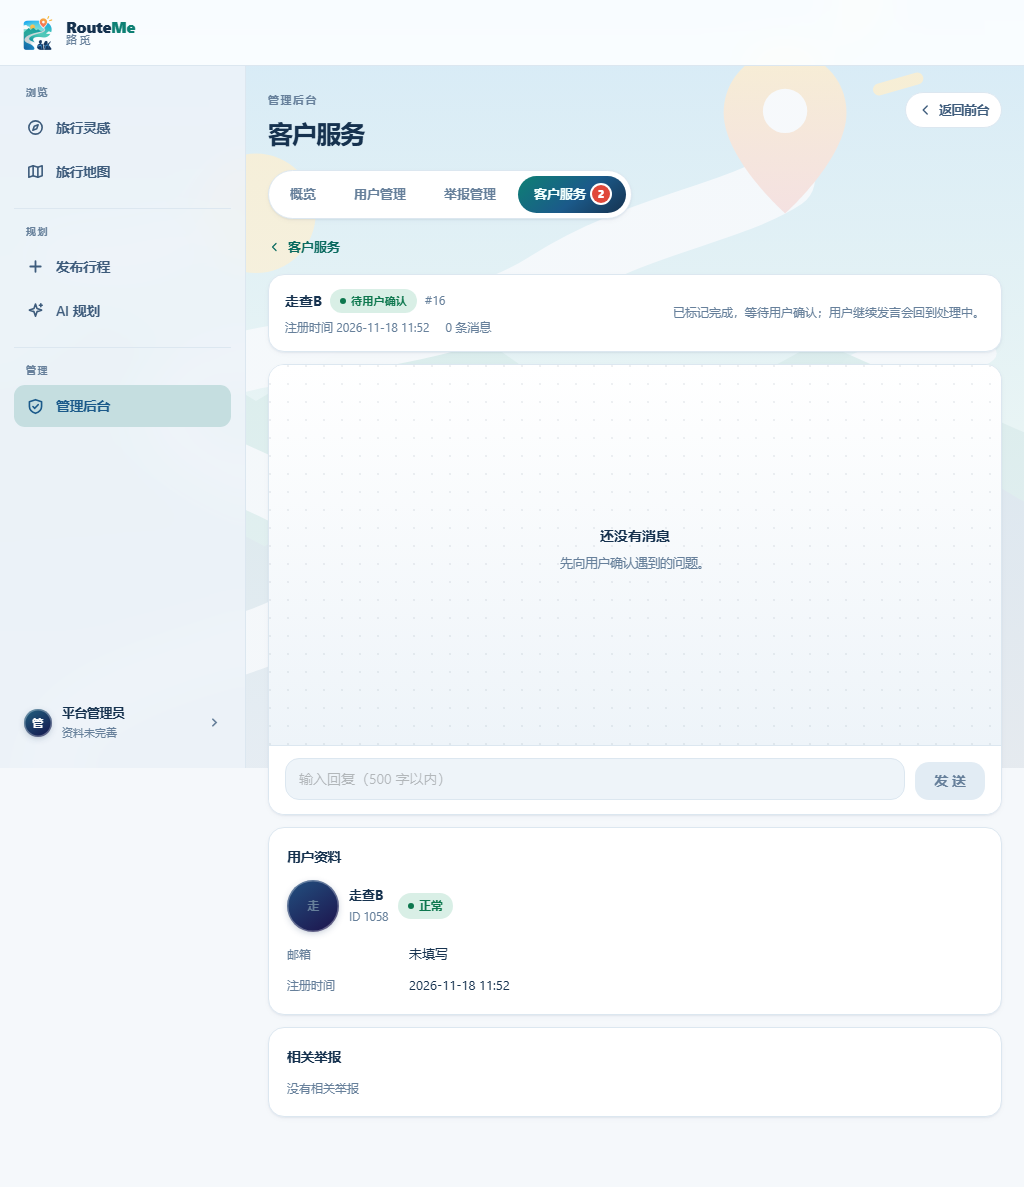 RouteMe
路觅
浏览
旅行灵感
旅行地图
规划
发布行程
AI 规划
管理
管理后台
管
平台管理员
资料未完善
管理后台
客户服务
返回前台
概览
用户管理
举报管理
客户服务 2
客户服务
走查B 待用户确认 #16
注册时间 2026-11-18 11:52 0 条消息
已标记完成，等待用户确认；用户继续发言会回到处理中。
还没有消息
先向用户确认遇到的问题。
输入回复（500 字以内）
发 送
用户资料
走
走查B
ID 1058
正常
邮箱 未填写
注册时间 2026-11-18 11:52
相关举报
没有相关举报